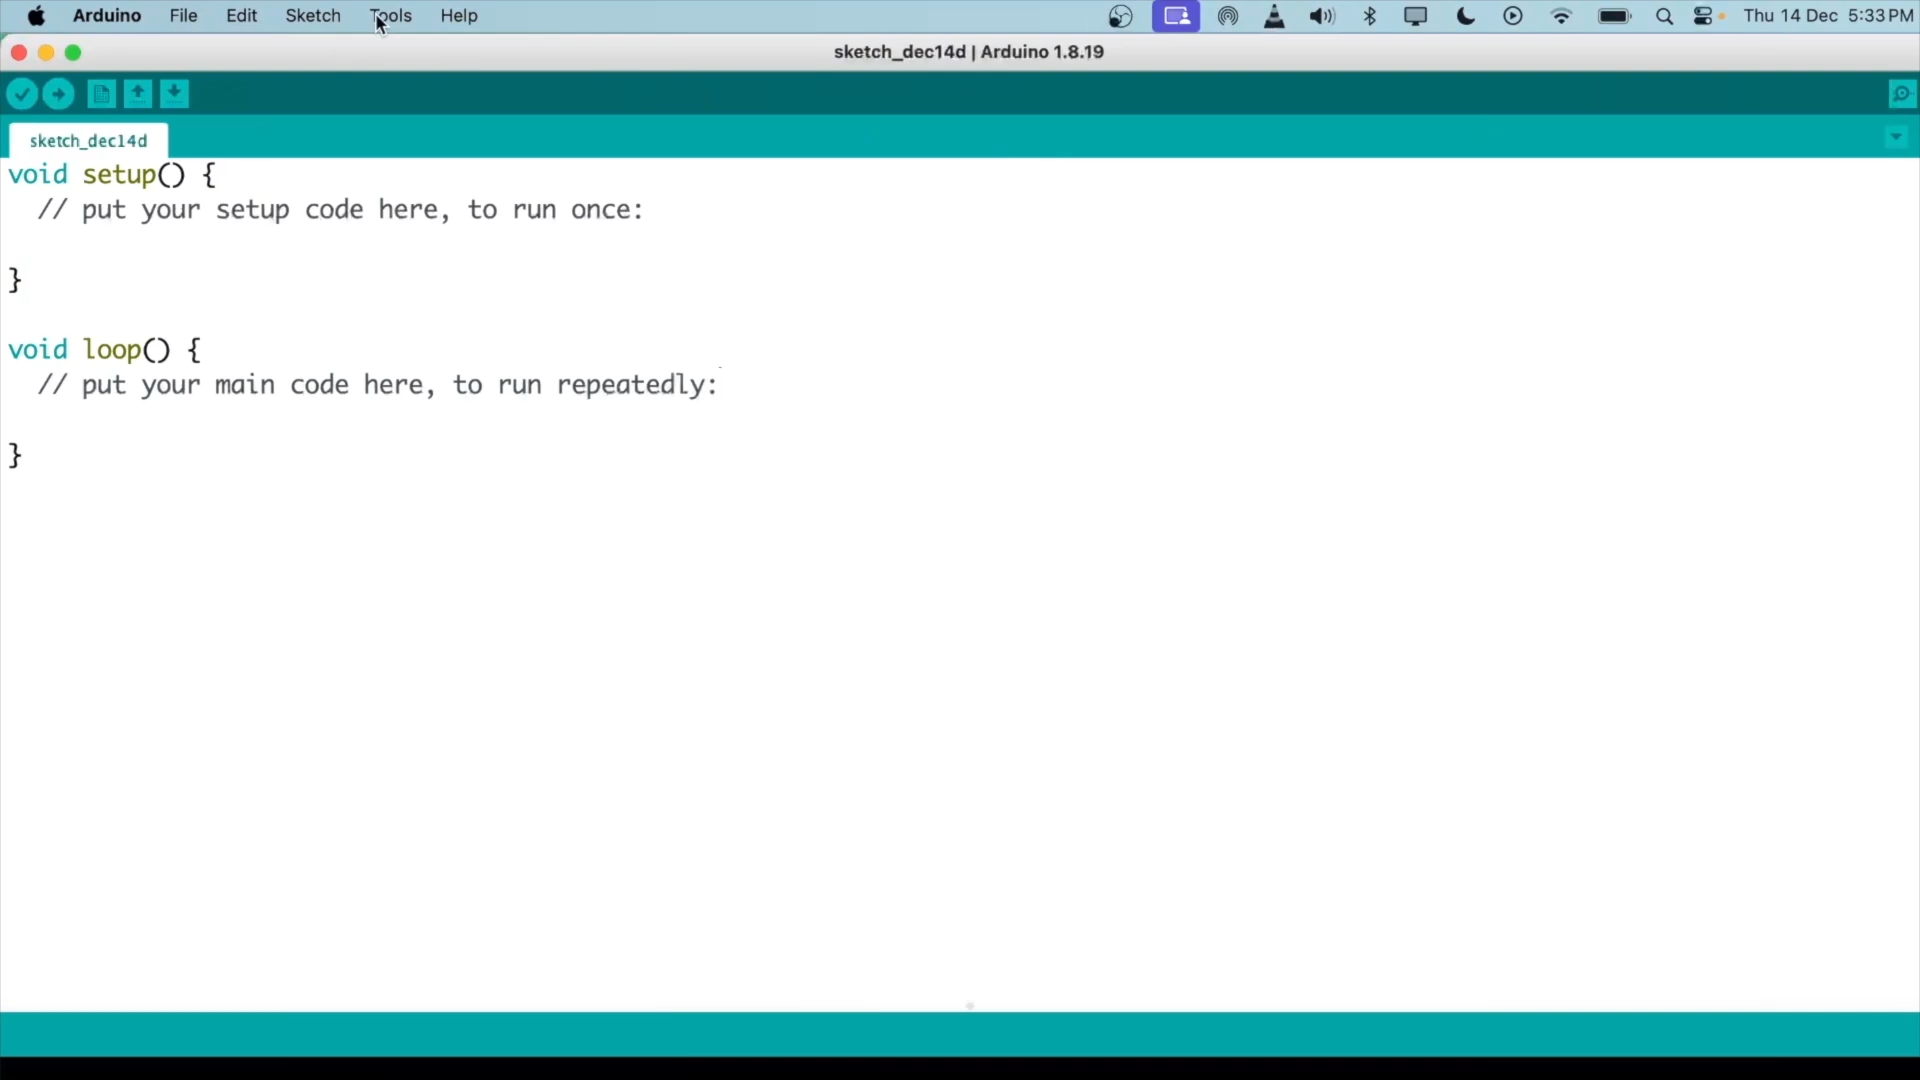 Arduino File Edit Sketch Tools Help Thu 14 Dec 5:33 PM
sketch_dec14d | Arduino 1.8.19
sketch_dec14d
void setup() {
  // put your setup code here, to run once:
}
void loop() {
  // put your main code here, to run repeatedly:
}